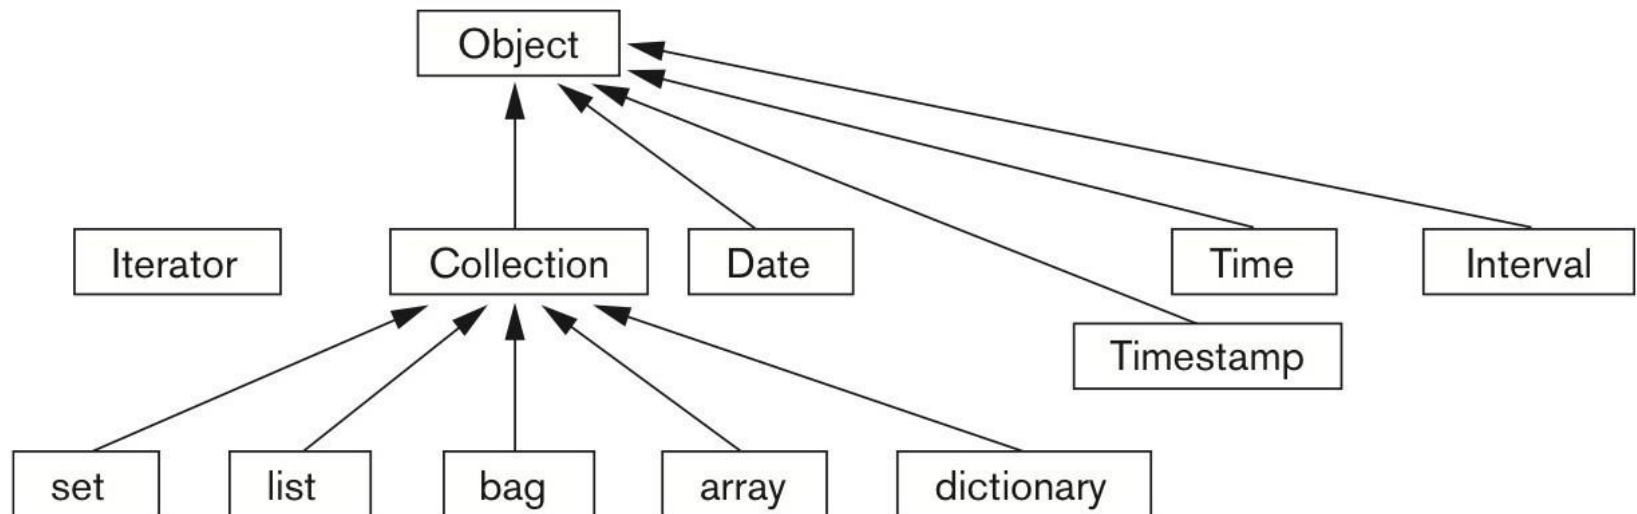 Object
Iterator
Collection
Date
Time
Interval
Timestamp
set
list
bag
array
dictionary